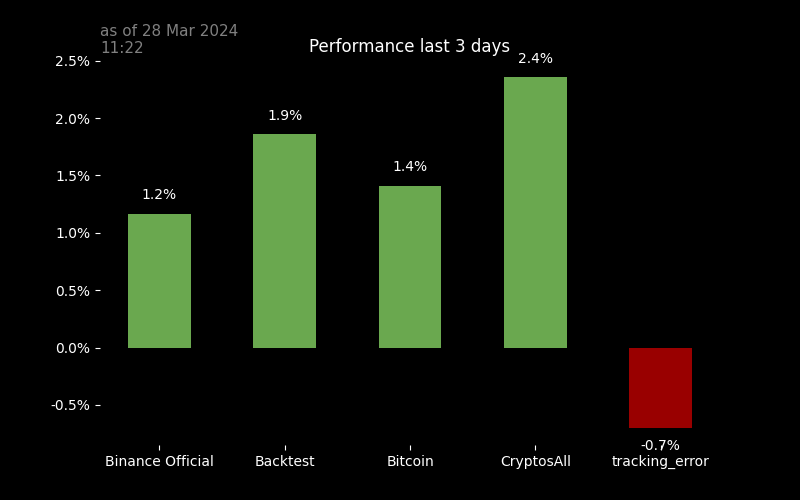 as of 28 Mar 2024
11:22
Performance last 3 days
2.5%
2.0%
1.5%
1.0%
0.5%
0.0%
-0.5%
1.2%
1.9%
1.4%
2.4%
-0.7%
Binance Official
Backtest
Bitcoin
CryptosAll
tracking_error